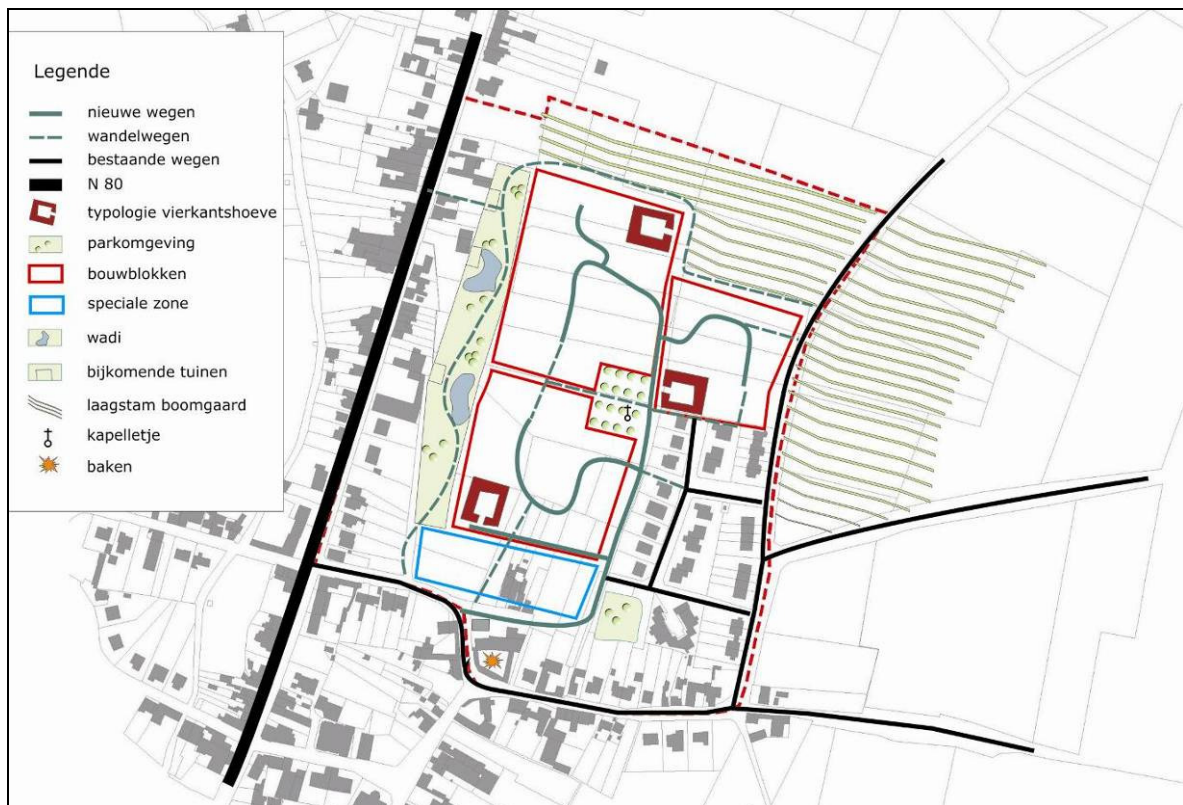 Legende
nieuwe wegen
wandelwegen
bestaande wegen
N 80
typologie vierkantshoeve
parkomgeving
bouwblokken
speciale zone
wadi
bijkomende tuinen
laagstam boomgaard
kapelletje
baken